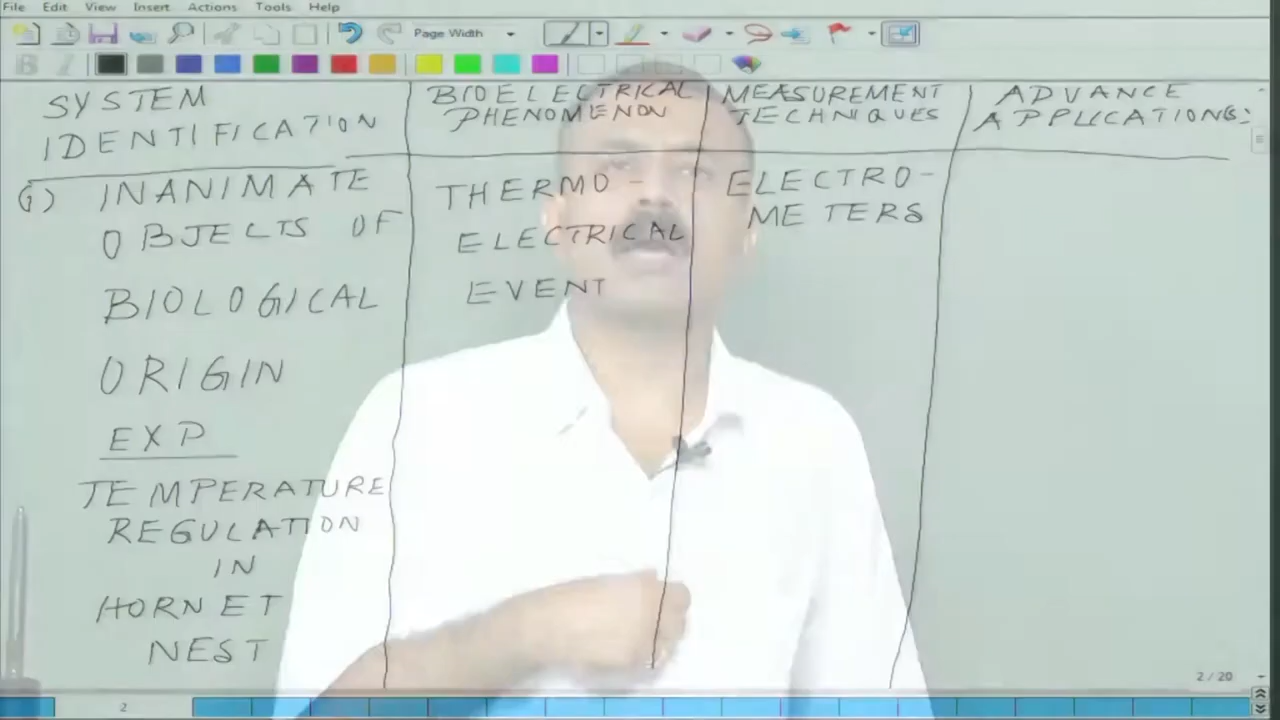 File Edit View Insert Actions Tools Help
Page Width
SYSTEM
IDENTIFICATION
BIOELECTRICAL
PHENOMENON
MEASUREMENT
TECHNIQUES
ADVANCE
APPLICATIONS:
(1) INANIMATE
OBJECTS OF
BIOLOGICAL
ORIGIN
EXP
TEMPERATURE
REGULATION
IN
HORNET
NEST
THERMO-
ELECTRICAL
EVENT
ELECTRO-
METERS
2 / 20
2